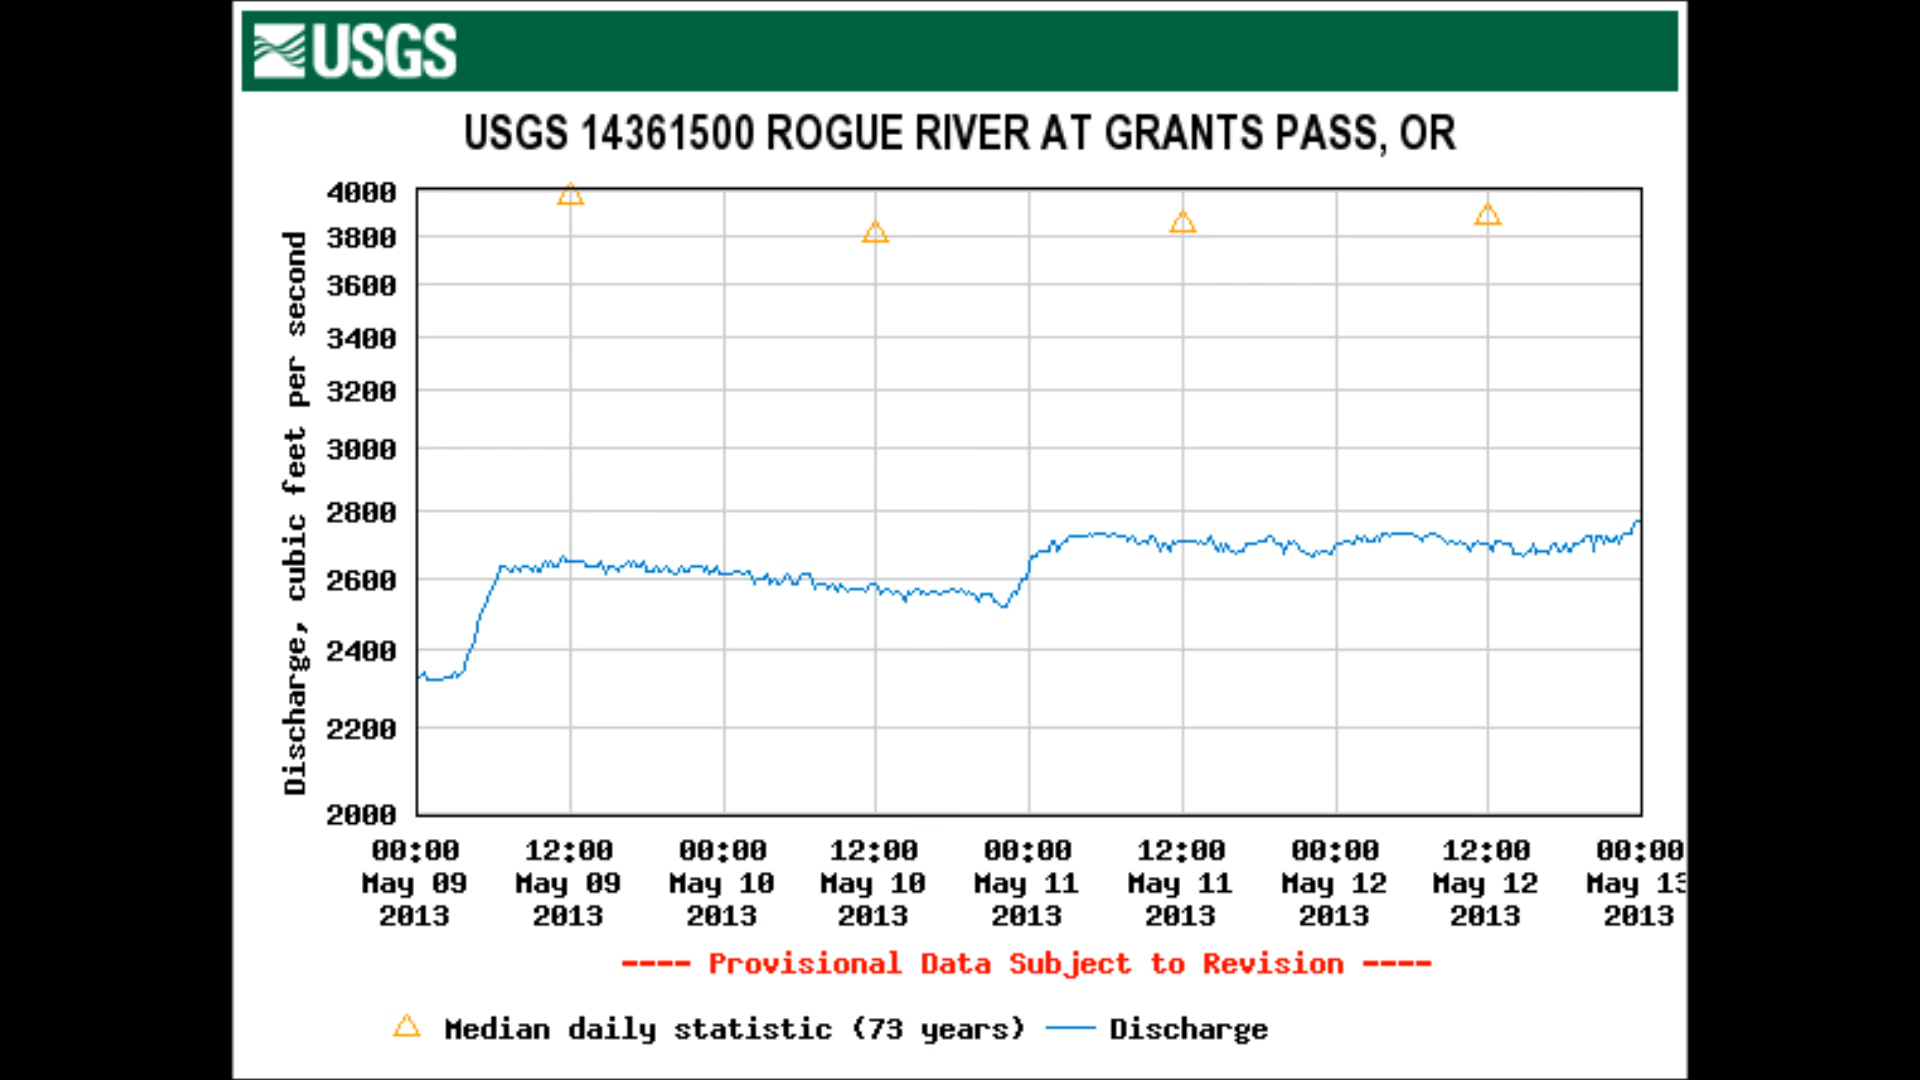 USGS
USGS 14361500 ROGUE RIVER AT GRANTS PASS, OR
Discharge, cubic feet per second
4000
3800
3600
3400
3200
3000
2800
2600
2400
2200
2000
00:00 12:00 00:00 12:00 00:00 12:00 00:00 12:00 00:00
May 09 May 09 May 10 May 10 May 11 May 11 May 12 May 12 May 13
2013 2013 2013 2013 2013 2013 2013 2013 2013
---- Provisional Data Subject to Revision ----
Median daily statistic (73 years) Discharge